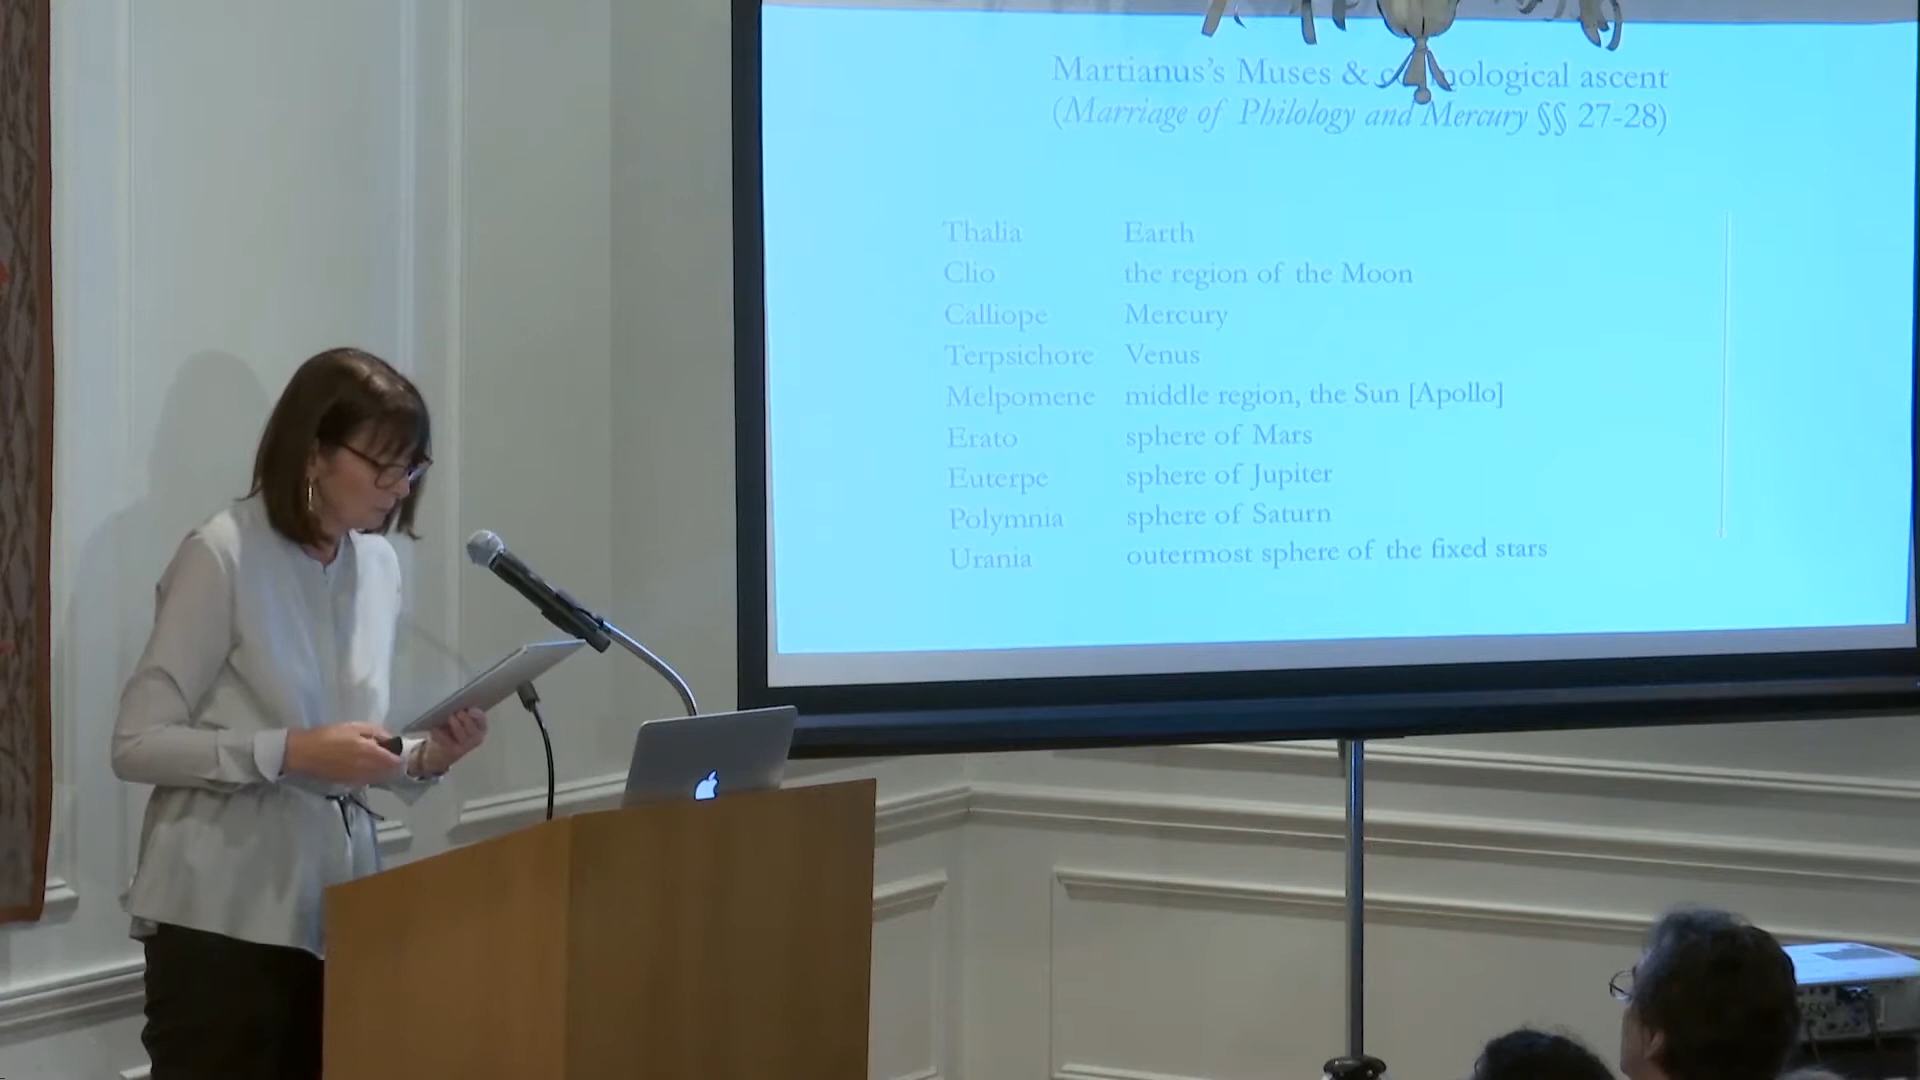 Martianus's Muses & ological ascent
(Marriage of Philology and Mercury §§ 27-28)
Thalia Earth
Clio the region of the Moon
Calliope Mercury
Terpsichore Venus
Melpomene middle region, the Sun [Apollo]
Erato sphere of Mars
Euterpe sphere of Jupiter
Polymnia sphere of Saturn
Urania outermost sphere of the fixed stars